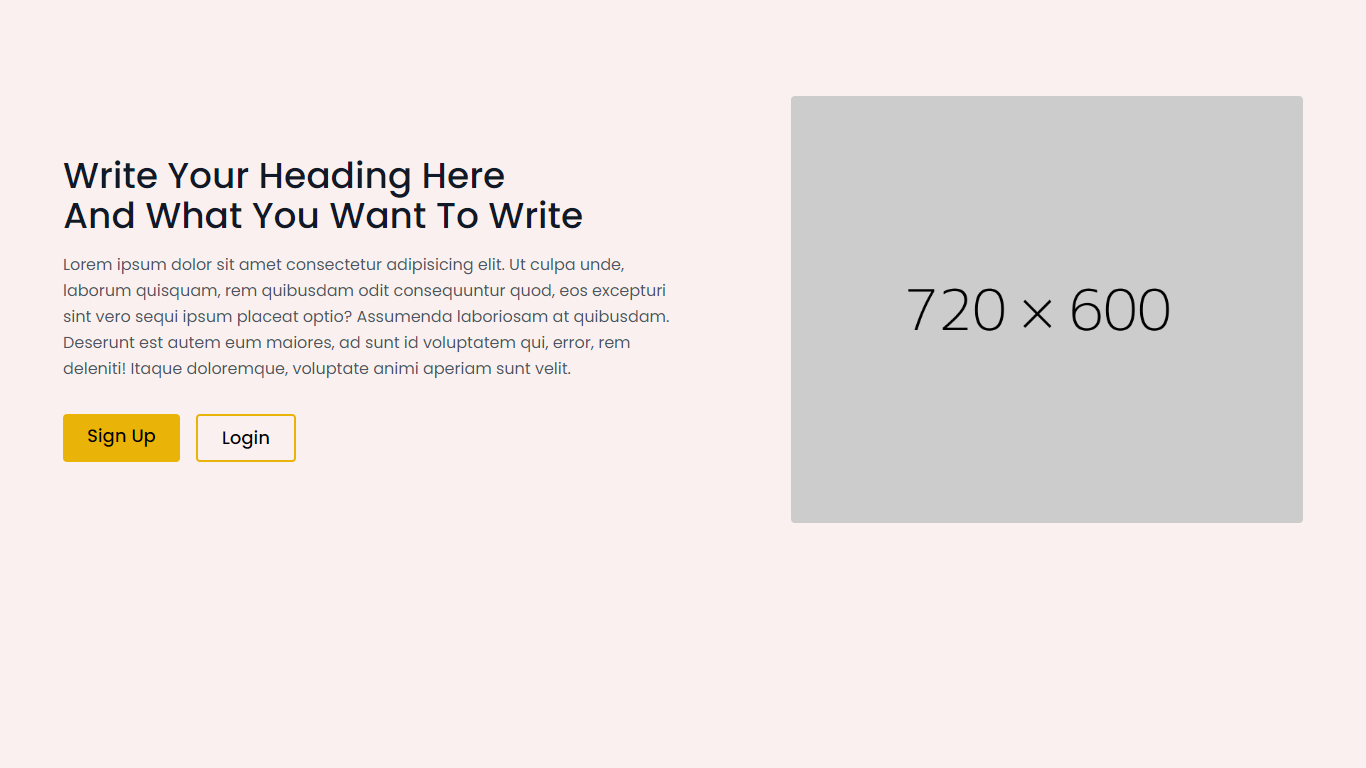 Write Your Heading Here
And What You Want To Write
Lorem ipsum dolor sit amet consectetur adipisicing elit. Ut culpa unde,
laborum quisquam, rem quibusdam odit consequuntur quod, eos excepturi
sint vero sequi ipsum placeat optio? Assumenda laboriosam at quibusdam.
Deserunt est autem eum maiores, ad sunt id voluptatem qui, error, rem
deleniti! Itaque doloremque, voluptate animi aperiam sunt velit.
Sign Up
Login
720 × 600